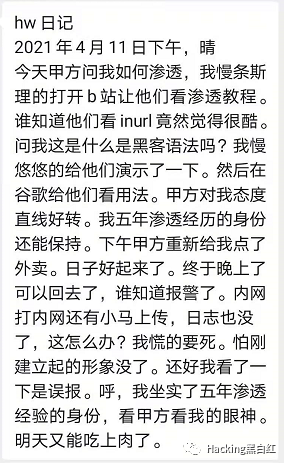 hw 日记
2021年4月11日下午，晴
今天甲方问我如何渗透，我慢条斯
理的打开b站让他们看渗透教程。
谁知道他们看inurl竟然觉得很酷。
问我这是什么是黑客语法吗？我慢
悠悠的给他们演示了一下。然后在
谷歌给他们看用法。甲方对我态度
直线好转。我五年渗透经历的身份
还能保持。下午甲方重新给我点了
外卖。日子好起来了。终于晚上了
可以回去了，谁知道报警了。内网
打内网还有小马上传，日志也没
了，这怎么办？我慌的要死。怕刚
建立起的形象没了。还好我看了一
下是误报。呼，我坐实了五年渗透
经验的身份，看甲方看我的眼神。
明天又能吃上肉了。
Hacking黑白红